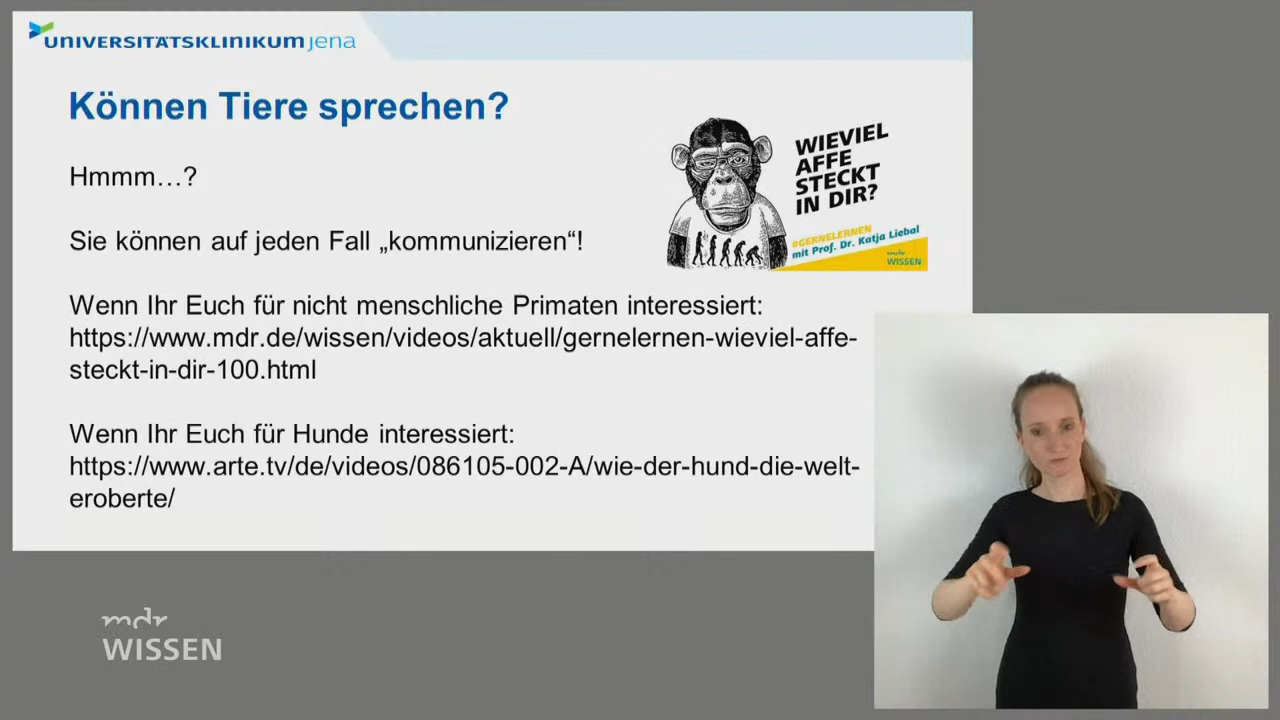 UNIVERSITÄTSKLINIKUM jena
Können Tiere sprechen?
Hmmm…?
Sie können auf jeden Fall „kommunizieren“!
WIEVIEL
AFFE
STECKT
IN DIR?
#GERNELERNEN
mit Prof. Dr. Katja Liebal
mdr
WISSEN
Wenn Ihr Euch für nicht menschliche Primaten interessiert:
https://www.mdr.de/wissen/videos/aktuell/gernelernen-wieviel-affe-
steckt-in-dir-100.html
Wenn Ihr Euch für Hunde interessiert:
https://www.arte.tv/de/videos/086105-002-A/wie-der-hund-die-welt-
eroberte/
mdr
WISSEN